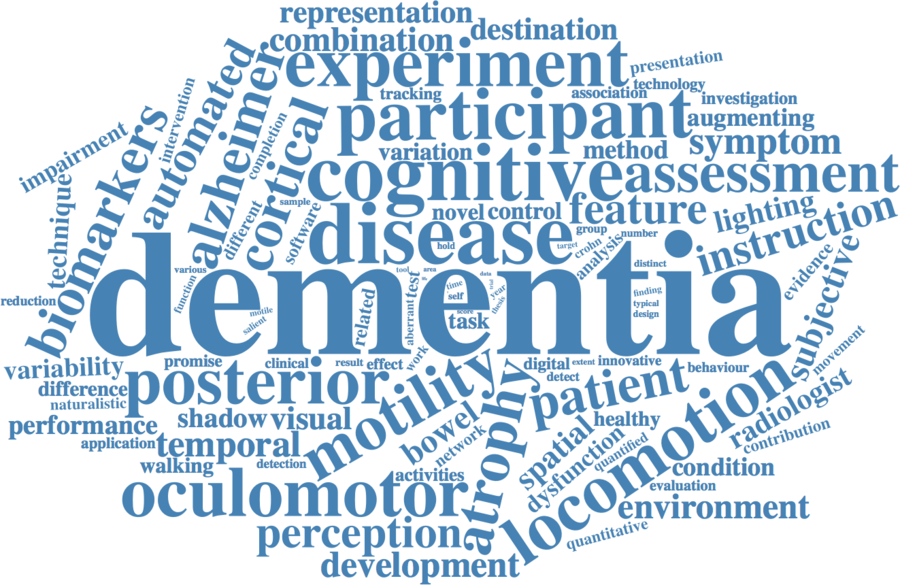 representation
combination
destination
experiment
presentation
technology
tracking
association
investigation
participant
augmenting
variation
method
symptom
cognitive
assessment
impairment
intervention
automated
alzheimer
completion
cortical
biomarkers
technique
different
software
sample
novel
control
feature
lighting
instruction
disease
hold
group
number
target
crohn
analysis
evidence
subjective
dementia
various
function
motile
salient
reduction
related
tool
area
test
aberrant
time
self
score
data
trial
year
thesis
task
distinct
finding
typical
design
variability
promise
clinical
result
effect
work
digital
extent
innovative
detect
behaviour
movement
difference
naturalistic
posterior
motility
patient
performance
shadow
visual
bowel
atrophy
healthy
radiologist
application
temporal
network
spatial
dysfunction
quantified
contribution
walking
detection
activities
locomotion
condition
evaluation
oculomotor
environment
perception
quantitative
development